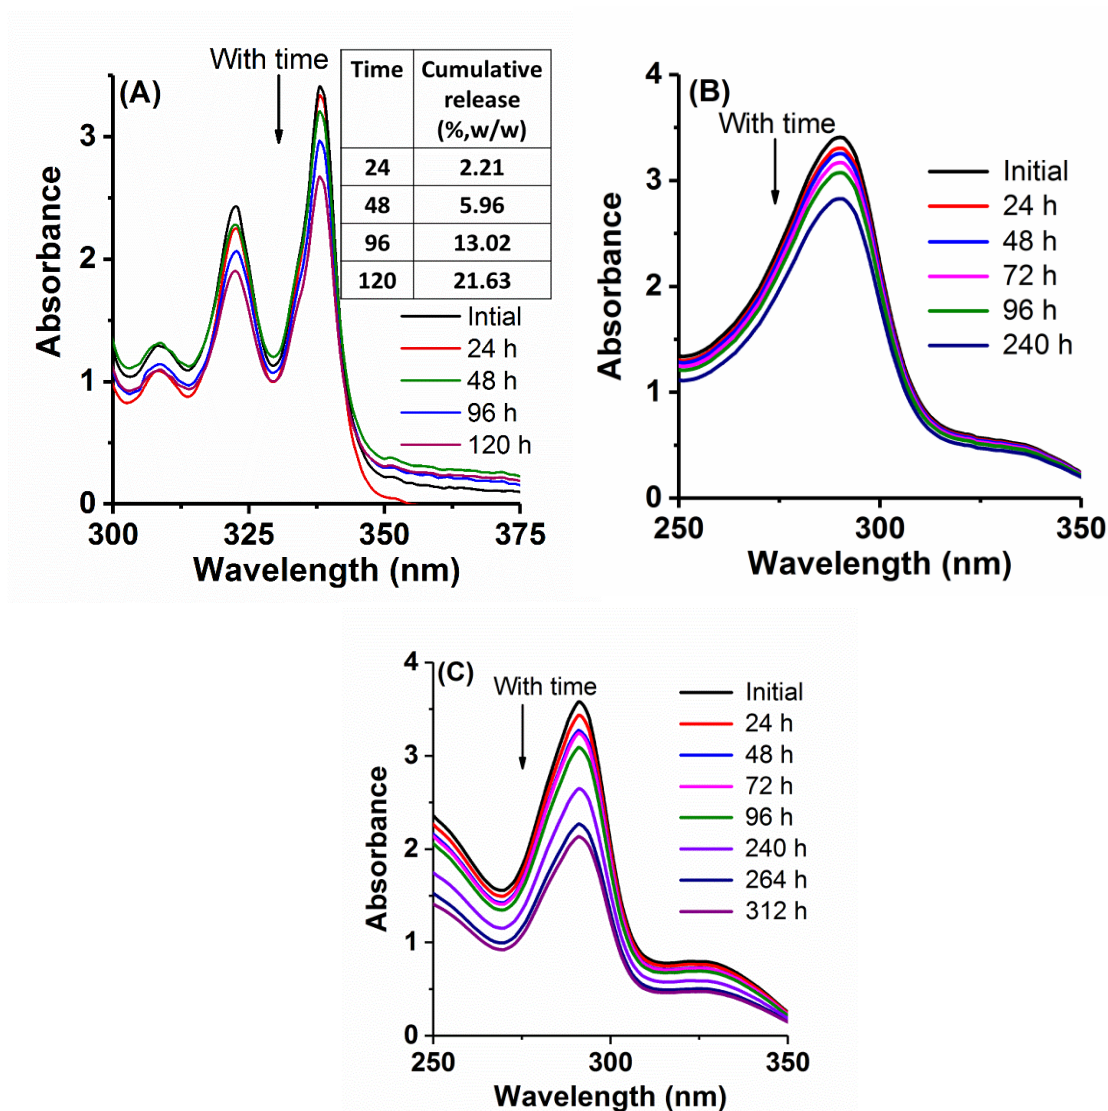 With time
(A)
Time Cumulative
release
(%,w/w)
24 2.21
48 5.96
96 13.02
120 21.63
Intial
24 h
48 h
96 h
120 h
3
2
1
0
300 325 350 375
Absorbance
Wavelength (nm)
(B)
With time
Initial
24 h
48 h
72 h
96 h
240 h
4
3
2
1
0
250 300 350
Absorbance
Wavelength (nm)
(C)
With time
Initial
24 h
48 h
72 h
96 h
240 h
264 h
312 h
4
3
2
1
0
250 300 350
Absorbance
Wavelength (nm)